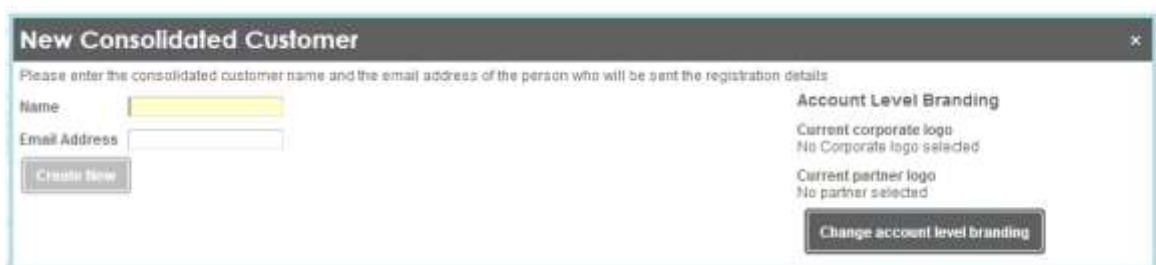 New Consolidated Customer
×
Please enter the consolidated customer name and the email address of the person who will be sent the registration details
Name
Email Address
Create New
Account Level Branding
Current corporate logo
No Corporate logo selected
Current partner logo
No partner selected
Change account level branding